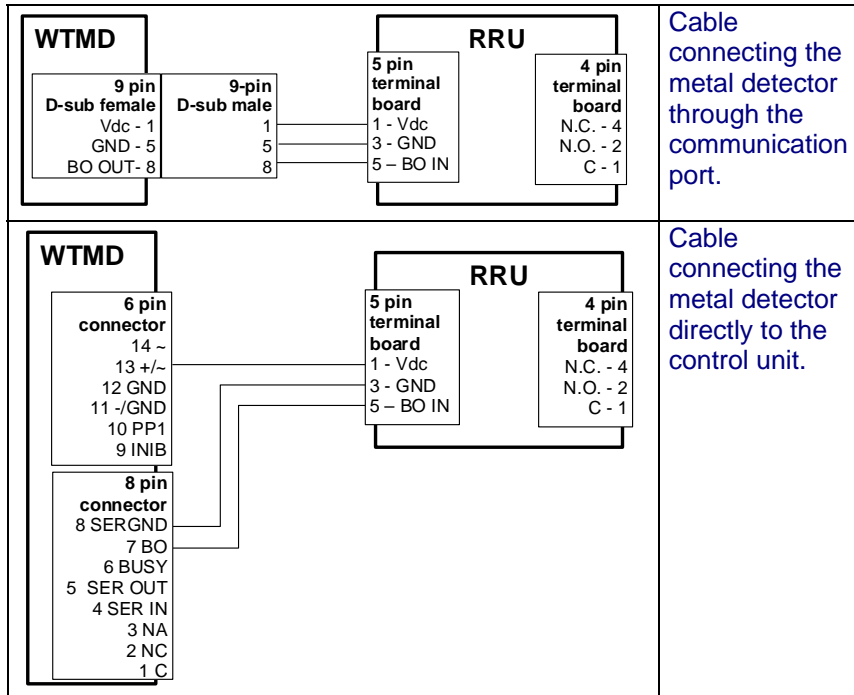 WTMD
9 pin
D-sub female
Vdc - 1
GND - 5
BO OUT- 8
9-pin
D-sub male
1
5
8
RRU
5 pin
terminal
board
1 - Vdc
3 - GND
5 – BO IN
4 pin
terminal
board
N.C. - 4
N.O. - 2
C - 1
Cable
connecting the
metal detector
through the
communication
port.
WTMD
6 pin
connector
14 ~
13 +/~
12 GND
11 -/GND
10 PP1
9 INIB
8 pin
connector
8 SERGND
7 BO
6 BUSY
5 SER OUT
4 SER IN
3 NA
2 NC
1 C
RRU
5 pin
terminal
board
1 - Vdc
3 - GND
5 – BO IN
4 pin
terminal
board
N.C. - 4
N.O. - 2
C - 1
Cable
connecting the
metal detector
directly to the
control unit.